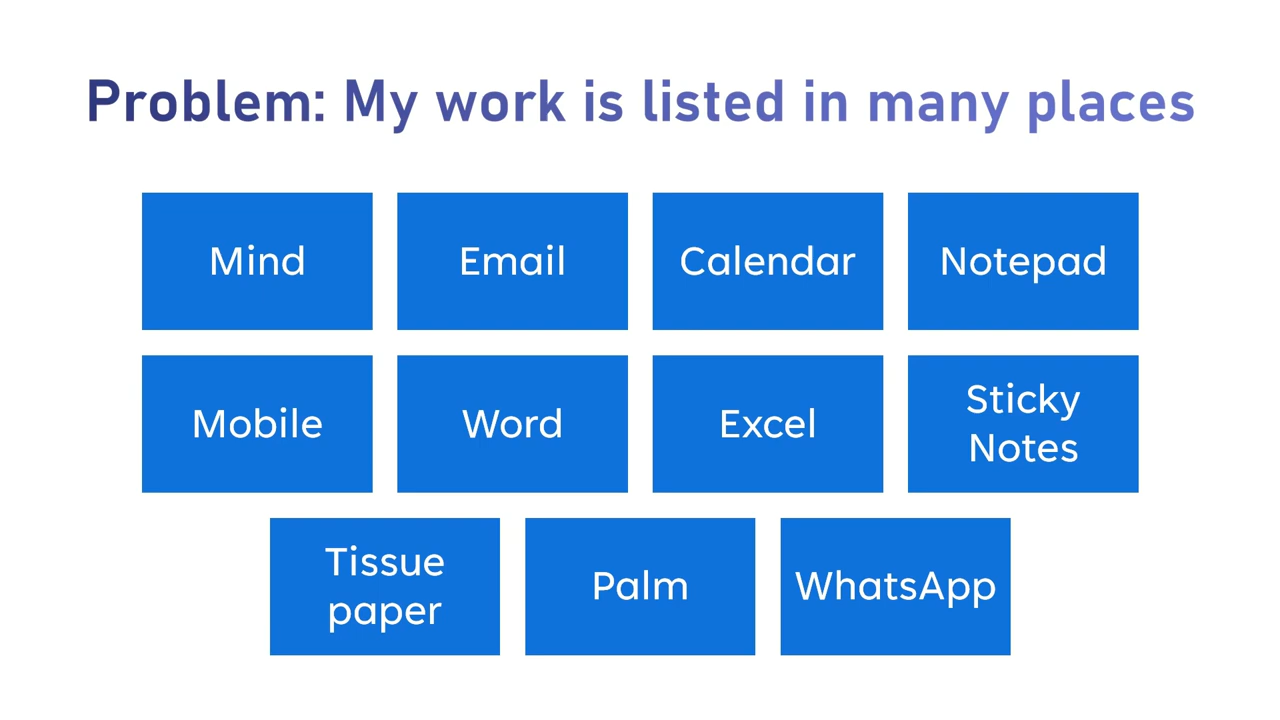 Problem: My work is listed in many places
Mind
Email
Calendar
Notepad
Mobile
Word
Excel
Sticky
Notes
Tissue
paper
Palm
WhatsApp